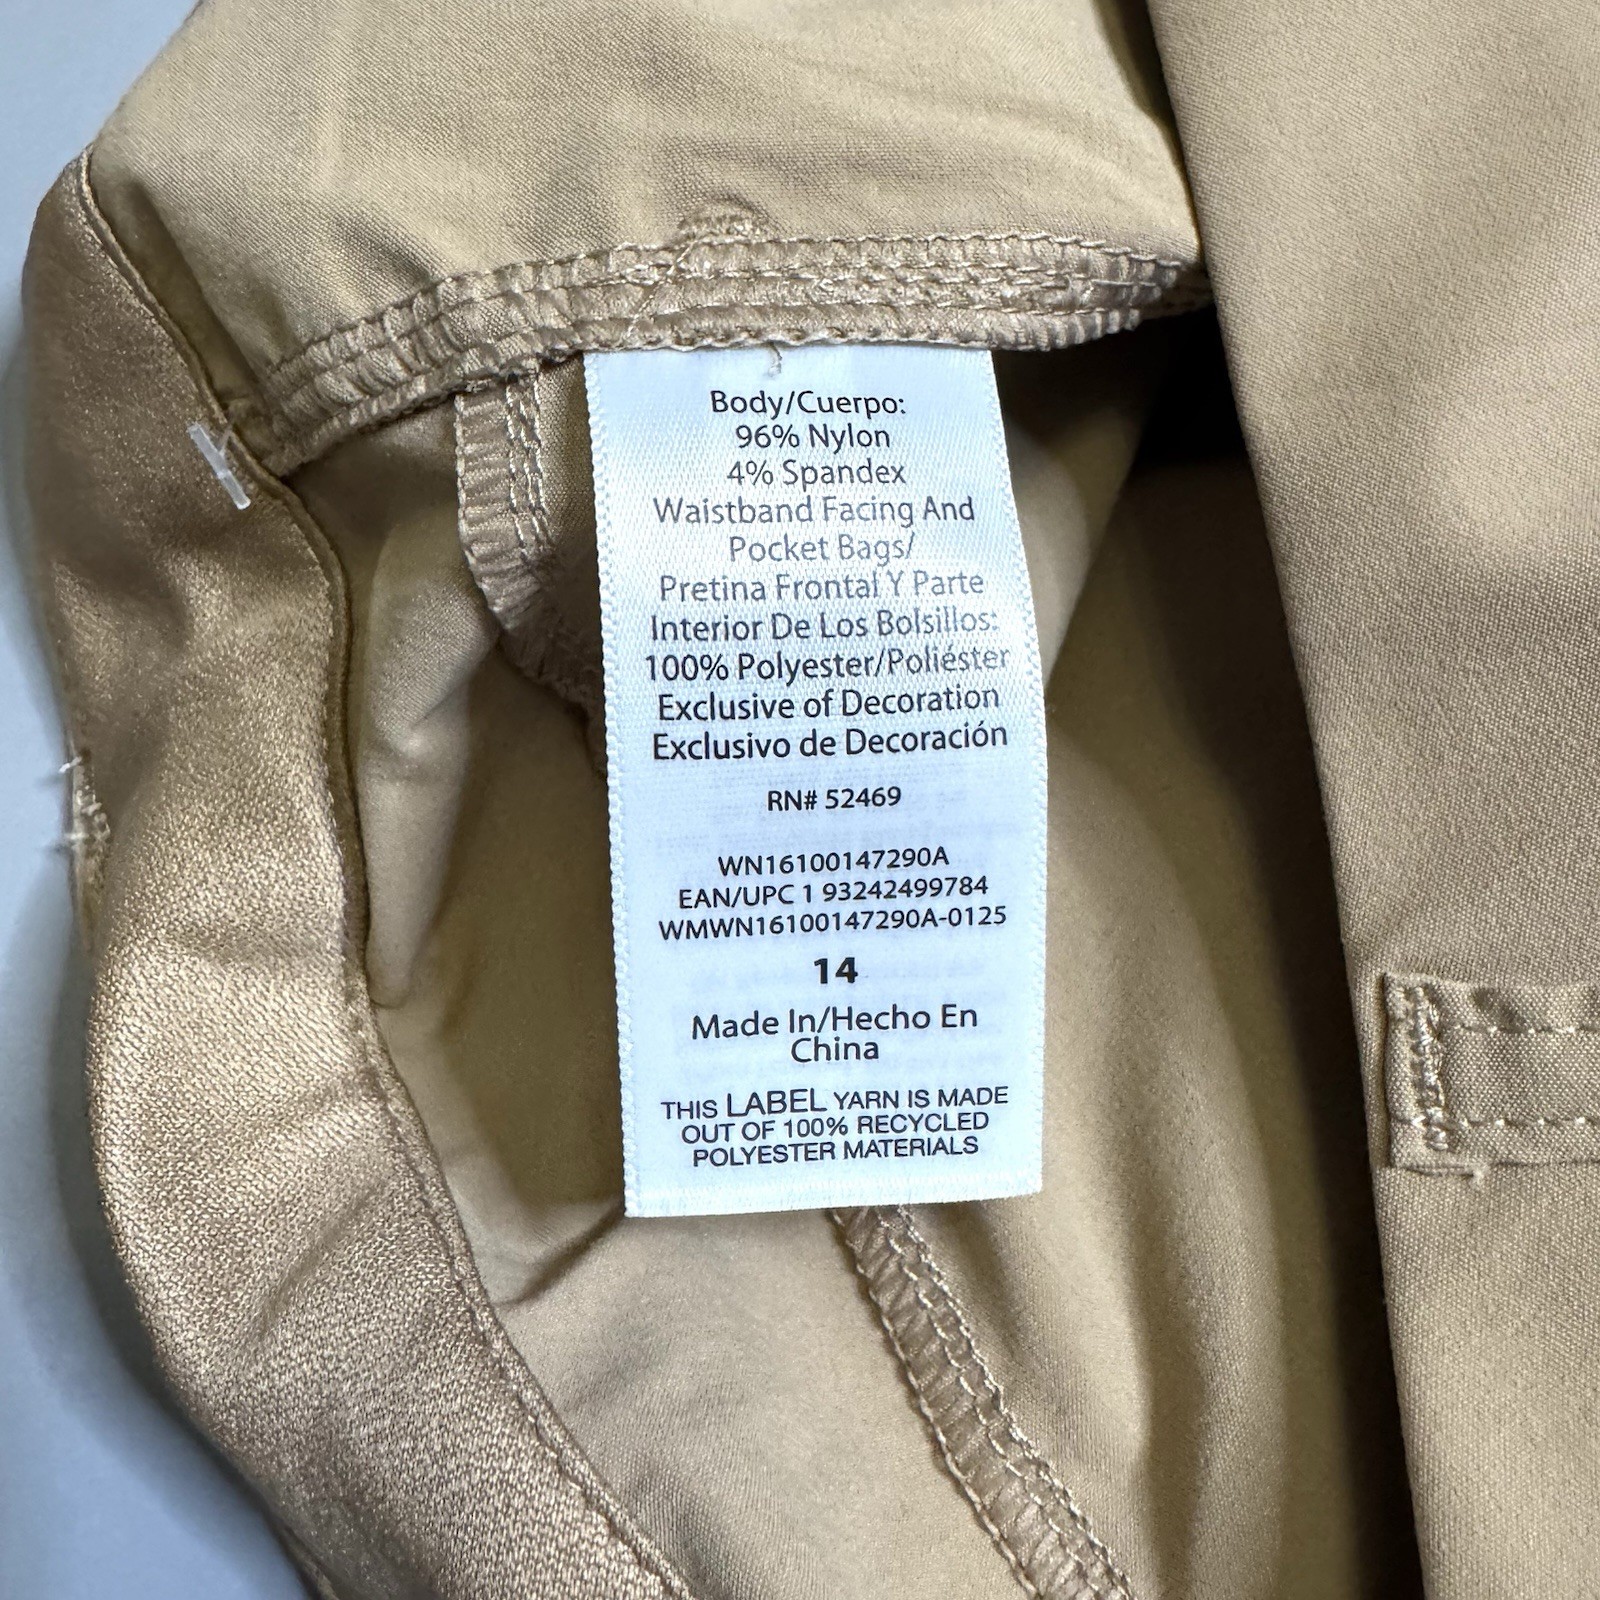 Body/Cuerpo:
96% Nylon
4% Spandex
Waistband Facing And
Pocket Bags/
Pretina Frontal Y Parte
Interior De Los Bolsillos:
100% Polyester/Poliéster
Exclusive of Decoration
Exclusivo de Decoración
RN# 52469
WN16100147290A
EAN/UPC 1 93242499784
WMWN16100147290A-0125
14
Made In/Hecho En
China
THIS LABEL YARN IS MADE
OUT OF 100% RECYCLED
POLYESTER MATERIALS